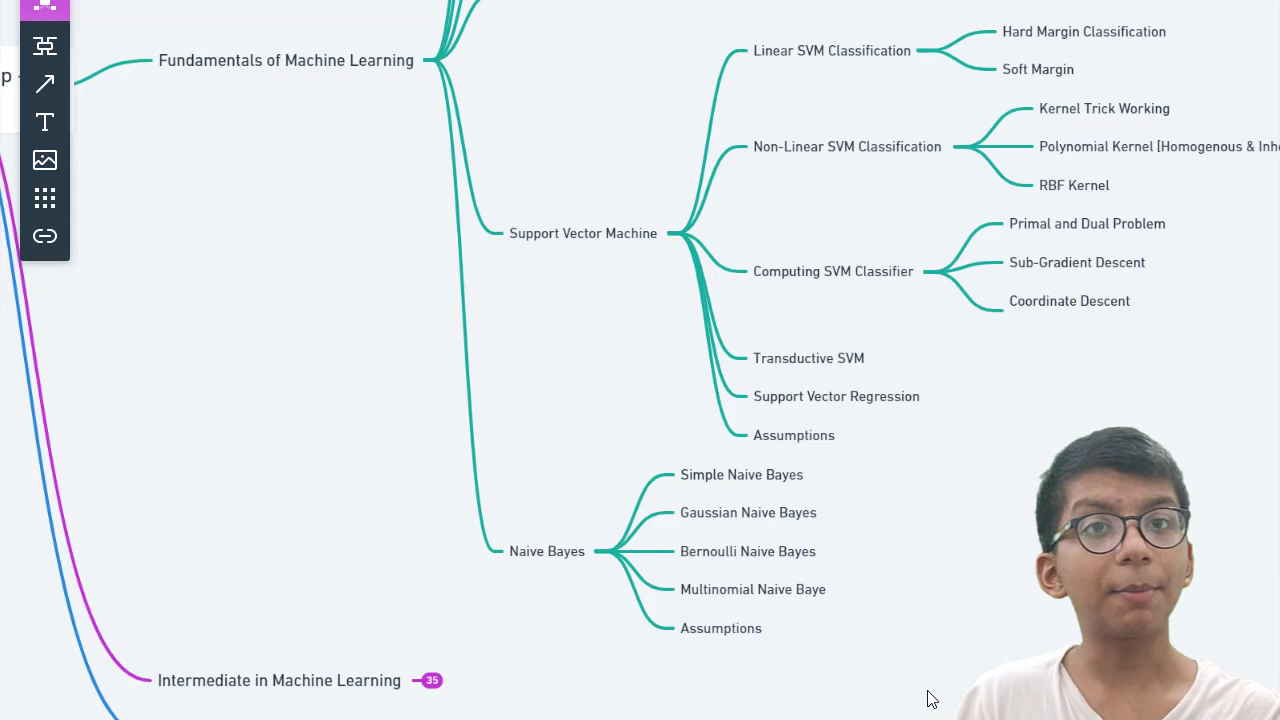 p
Fundamentals of Machine Learning
Support Vector Machine
Linear SVM Classification
Hard Margin Classification
Soft Margin
Non-Linear SVM Classification
Kernel Trick Working
Polynomial Kernel [Homogenous & Inh
RBF Kernel
Computing SVM Classifier
Primal and Dual Problem
Sub-Gradient Descent
Coordinate Descent
Transductive SVM
Support Vector Regression
Assumptions
Naive Bayes
Simple Naive Bayes
Gaussian Naive Bayes
Bernoulli Naive Bayes
Multinomial Naive Baye
Assumptions
Intermediate in Machine Learning
35